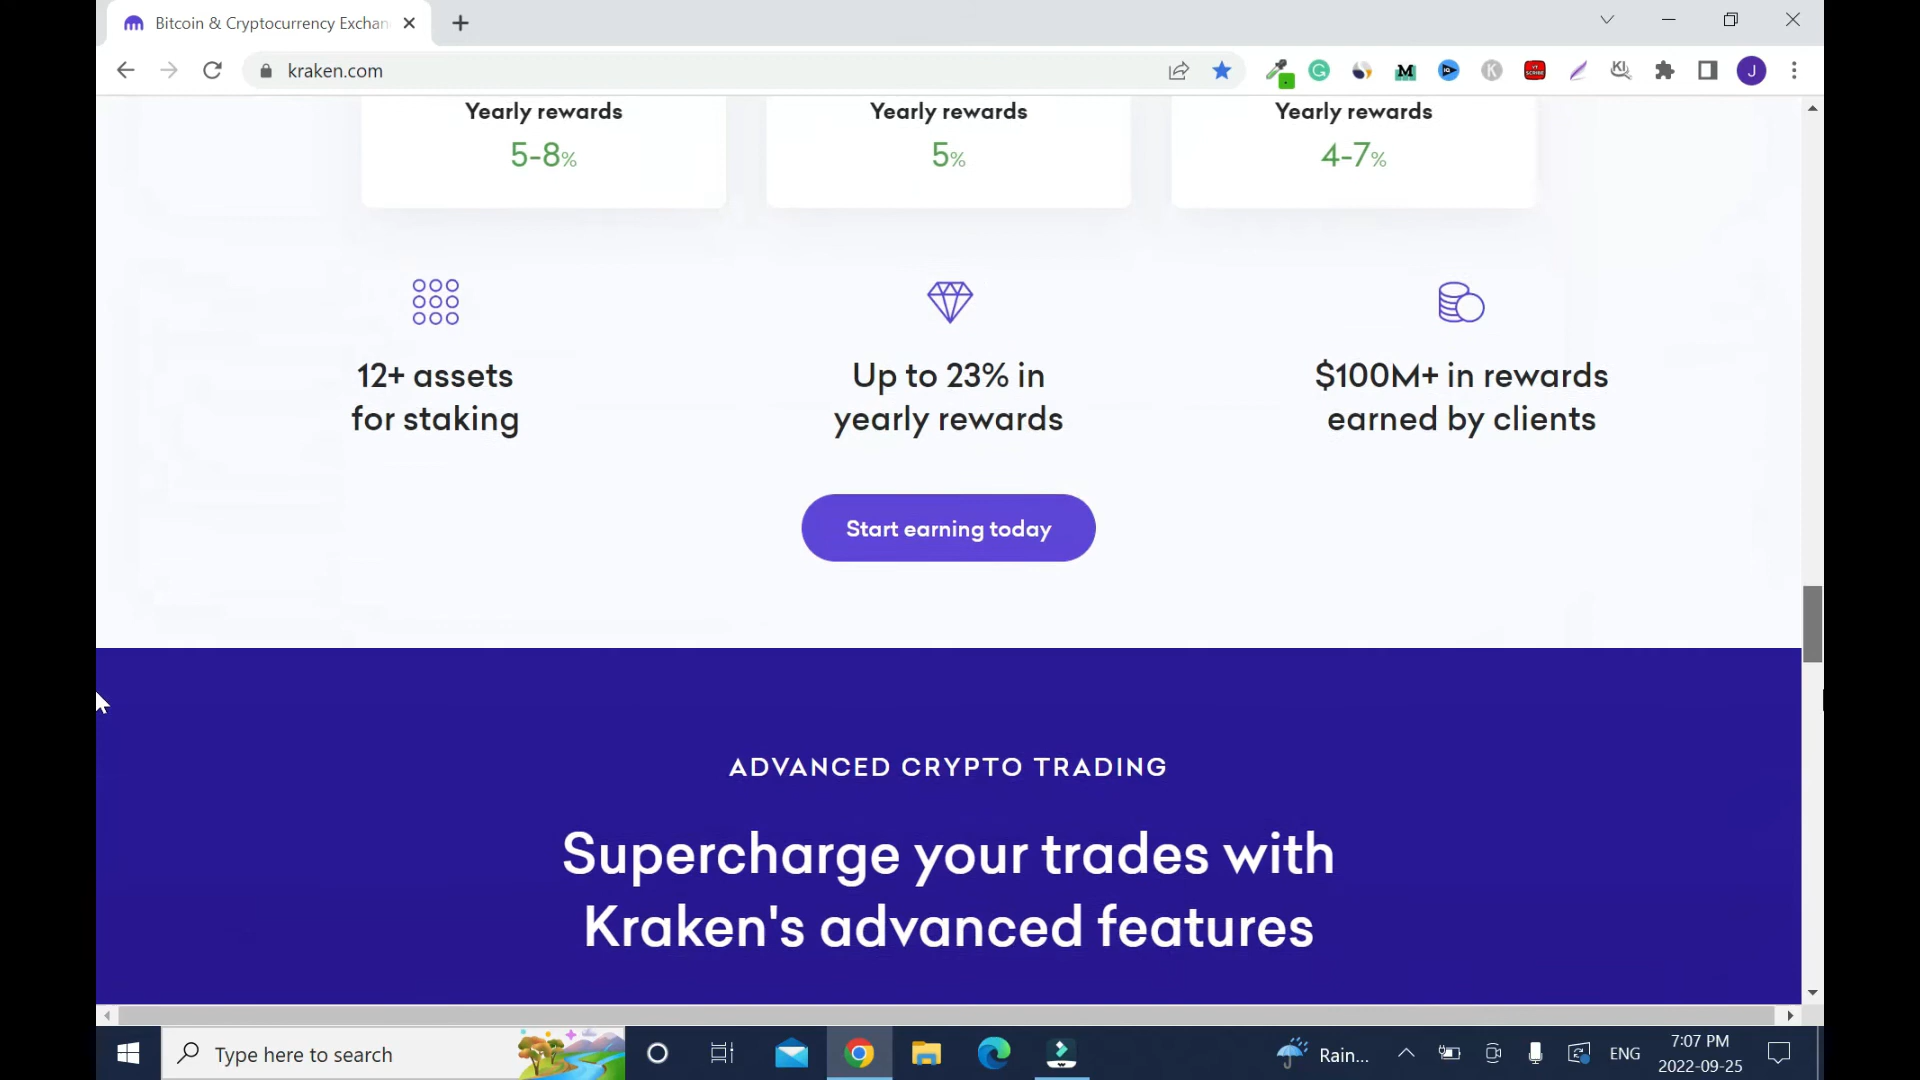 Bitcoin & Cryptocurrency Exchan
kraken.com
J
Yearly rewards
5-8%
Yearly rewards
5%
Yearly rewards
4-7%
12+ assets
for staking
Up to 23% in
yearly rewards
$100M+ in rewards
earned by clients
Start earning today
ADVANCED CRYPTO TRADING
Supercharge your trades with
Kraken's advanced features
Type here to search
Rain...
ENG
7:07 PM
2022-09-25